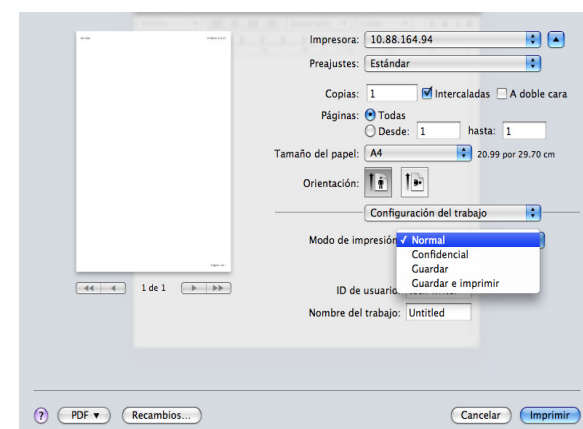 Impresora: 10.88.164.94
Preajustes: Estándar
Copias: 1 Intercaladas A doble cara
Páginas: Todas
Desde: 1 hasta: 1
Tamaño del papel: A4 20.99 por 29.70 cm
Orientación:
Configuración del trabajo
Modo de impresión ✓ Normal
Confidencial
Guardar
Guardar e imprimir
1 de 1
ID de usuario:
Nombre del trabajo: Untitled
? PDF ▼ Recambios... Cancelar Imprimir